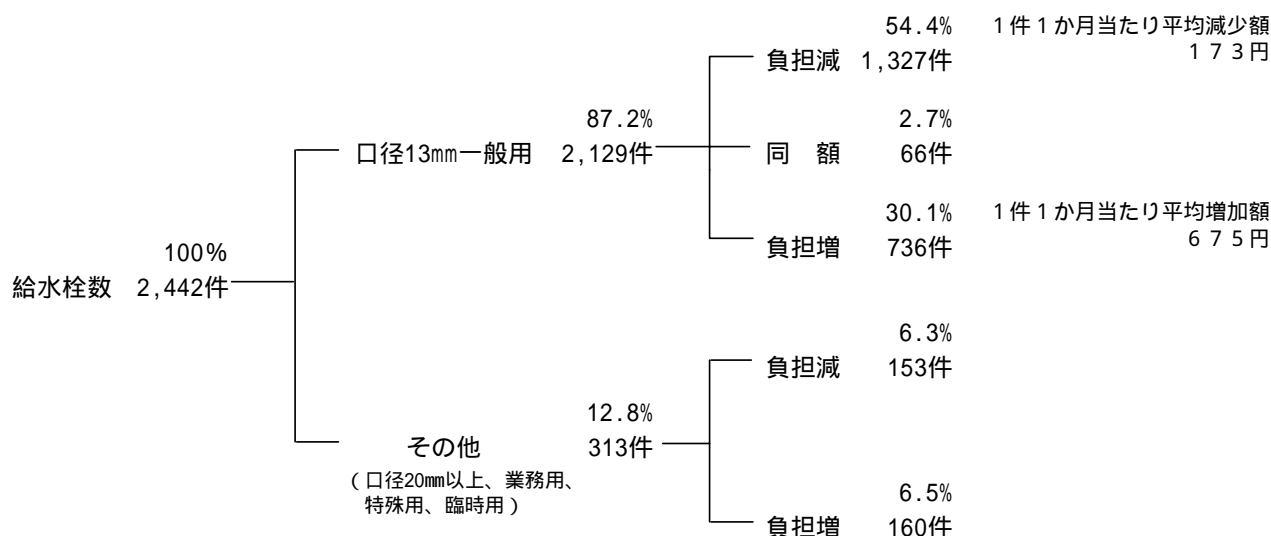 54.4% 1件1か月当たり平均減少額
負担減 1,327件 173円
87.2% 2.7%
口径13㎜一般用 2,129件 同 額 66件
30.1% 1件1か月当たり平均増加額
100% 負担増 736件 675円
給水栓数 2,442件
6.3%
負担減 153件
12.8%
その他 313件
(口径20㎜以上、業務用、
特殊用、臨時用)
6.5%
負担増 160件